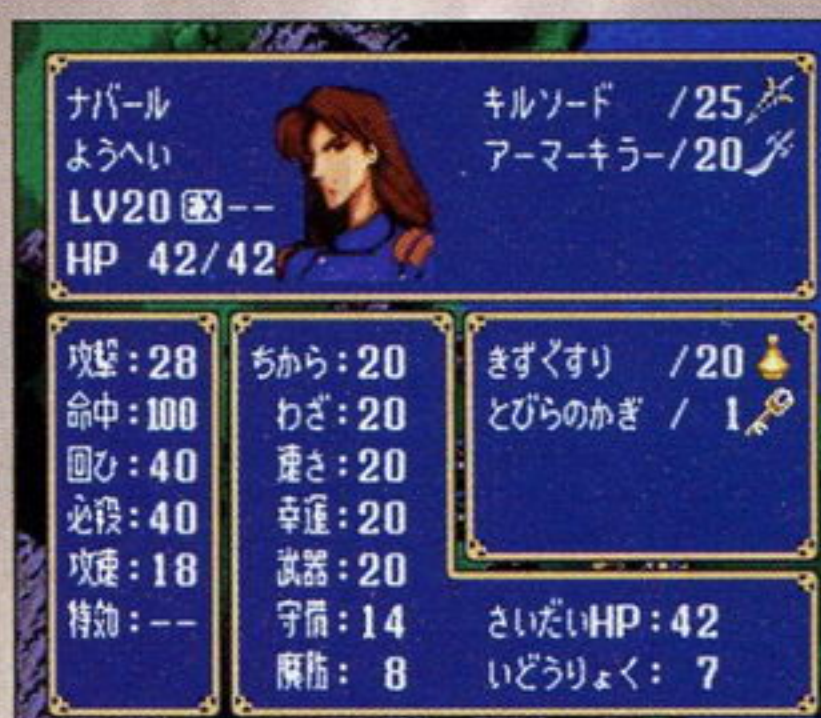 ナバール
ようへい
LV20 EX--
HP 42/42
キルソード /25
アーマーキラー/20
攻撃:28
命中:100
回ひ:40
必殺:40
攻速:18
特効:--
ちから:20
わざ:20
速さ:20
幸運:20
武器:20
守備:14
魔防: 8
きずぐすり /20
とびらのかぎ / 1
さいだいHP:42
いどうりょく: 7